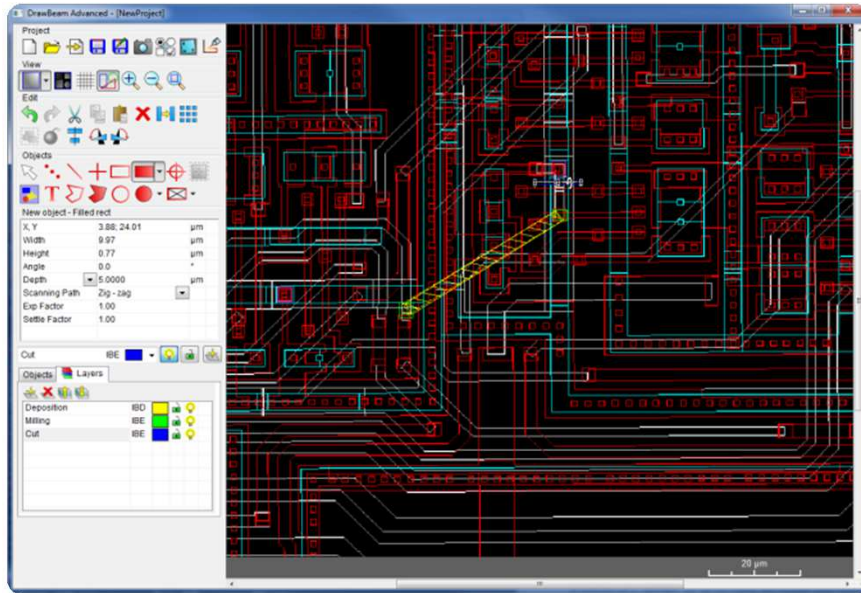 DrawBeam Advanced - [NewProject]
Project
View
Edit
Objects
New object - Filled rect
X, Y 3.88; 24.01 µm
Width 9.97 µm
Height 0.77 µm
Angle 0.0 °
Depth 5.0000 µm
Scanning Path Zig - zag
Exp Factor 1.00
Settle Factor 1.00
Cut IBE
Objects Layers
Deposition IBD
Milling IBE
Cut IBE
20 µm